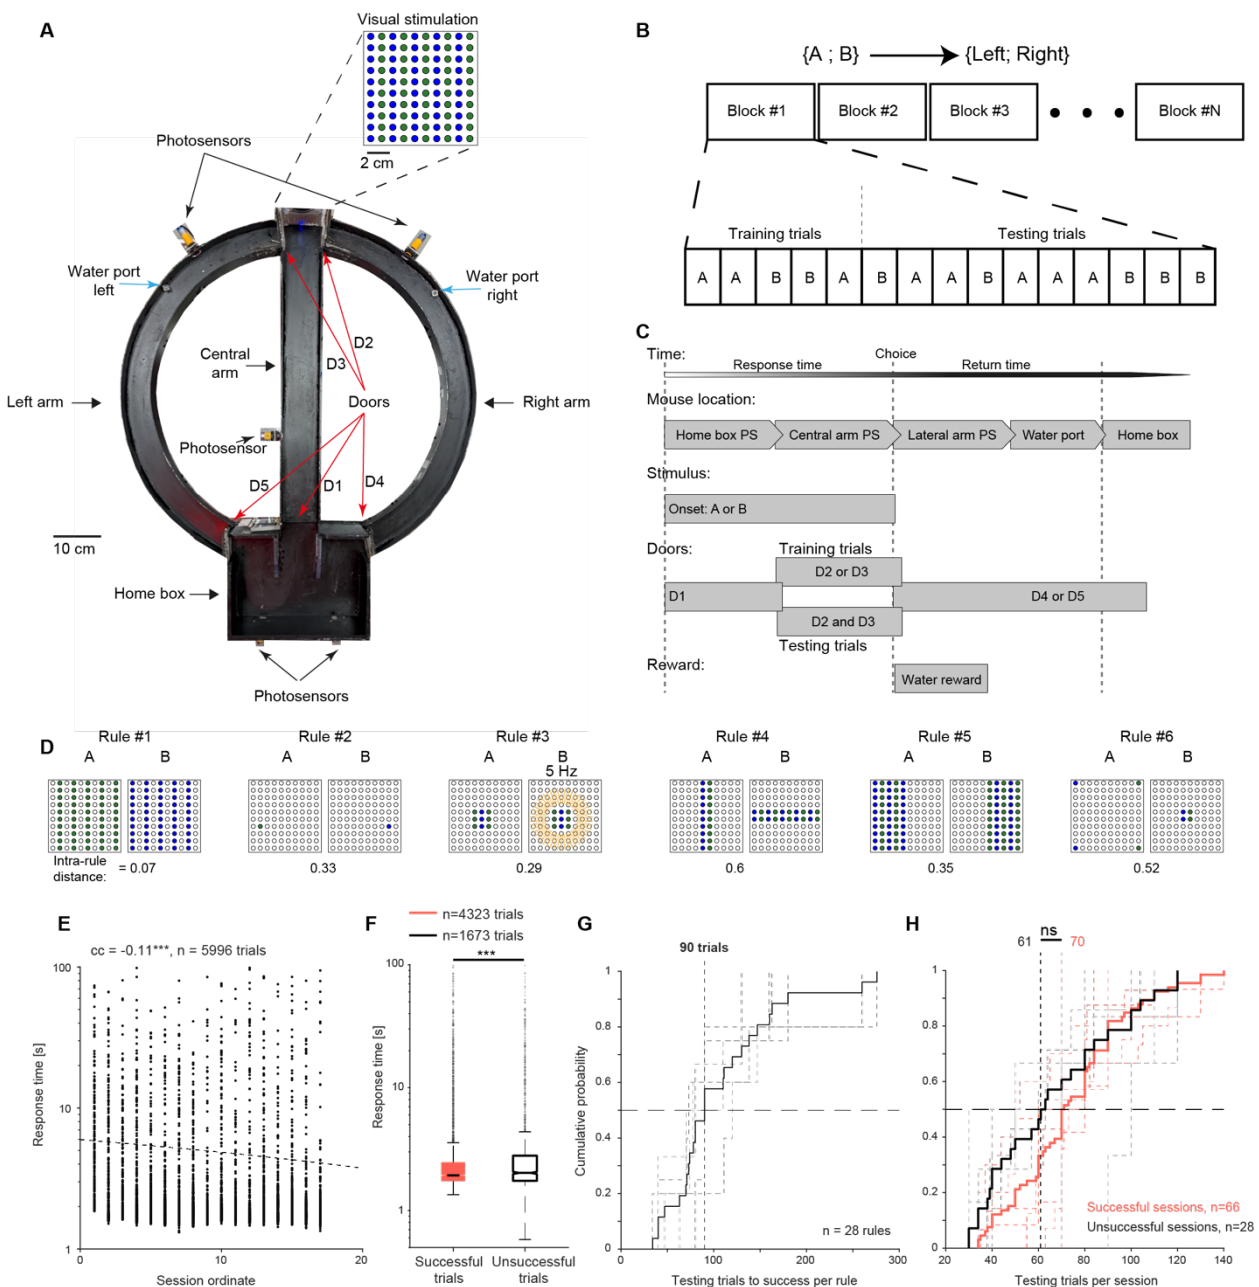 A
Visual stimulation
2 cm
Photosensors
Water port
left
Water port
right
D2
D3
Central
arm
Left arm
Doors
Right arm
Photosensor
D5
D1
D4
10 cm
Home box
Photosensors
B
{A ; B}
{Left; Right}
Block #1
Block #2
Block #3
Block #N
Training trials
Testing trials
A A B B A B A A B A A A B B B
C
Time:
Choice
Response time
Return time
Mouse location:
Home box PS
Central arm PS
Lateral arm PS
Water port
Home box
Stimulus:
Onset: A or B
Doors:
Training trials
D2 or D3
D1
D4 or D5
D2 and D3
Testing trials
Reward:
Water reward
D
Rule #1
A B
Rule #2
A B
Rule #3
A B
5 Hz
Rule #4
A B
Rule #5
A B
Rule #6
A B
Intra-rule
distance:
= 0.07
0.33
0.29
0.6
0.35
0.52
E
cc = -0.11***, n = 5996 trials
100
10
1
Response time [s]
0
10
20
Session ordinate
F
n=4323 trials
n=1673 trials
***
100
10
1
Response time [s]
Successful
trials
Unsuccessful
trials
G
90 trials
1
0.8
0.6
0.4
0.2
0
Cumulative probability
n = 28 rules
0
100
200
300
Testing trials to success per rule
H
ns
61
70
1
0.8
0.6
0.4
0.2
0
Successful sessions, n=66
Unsuccessful sessions, n=28
20
40
60
80
100
120
140
Testing trials per session